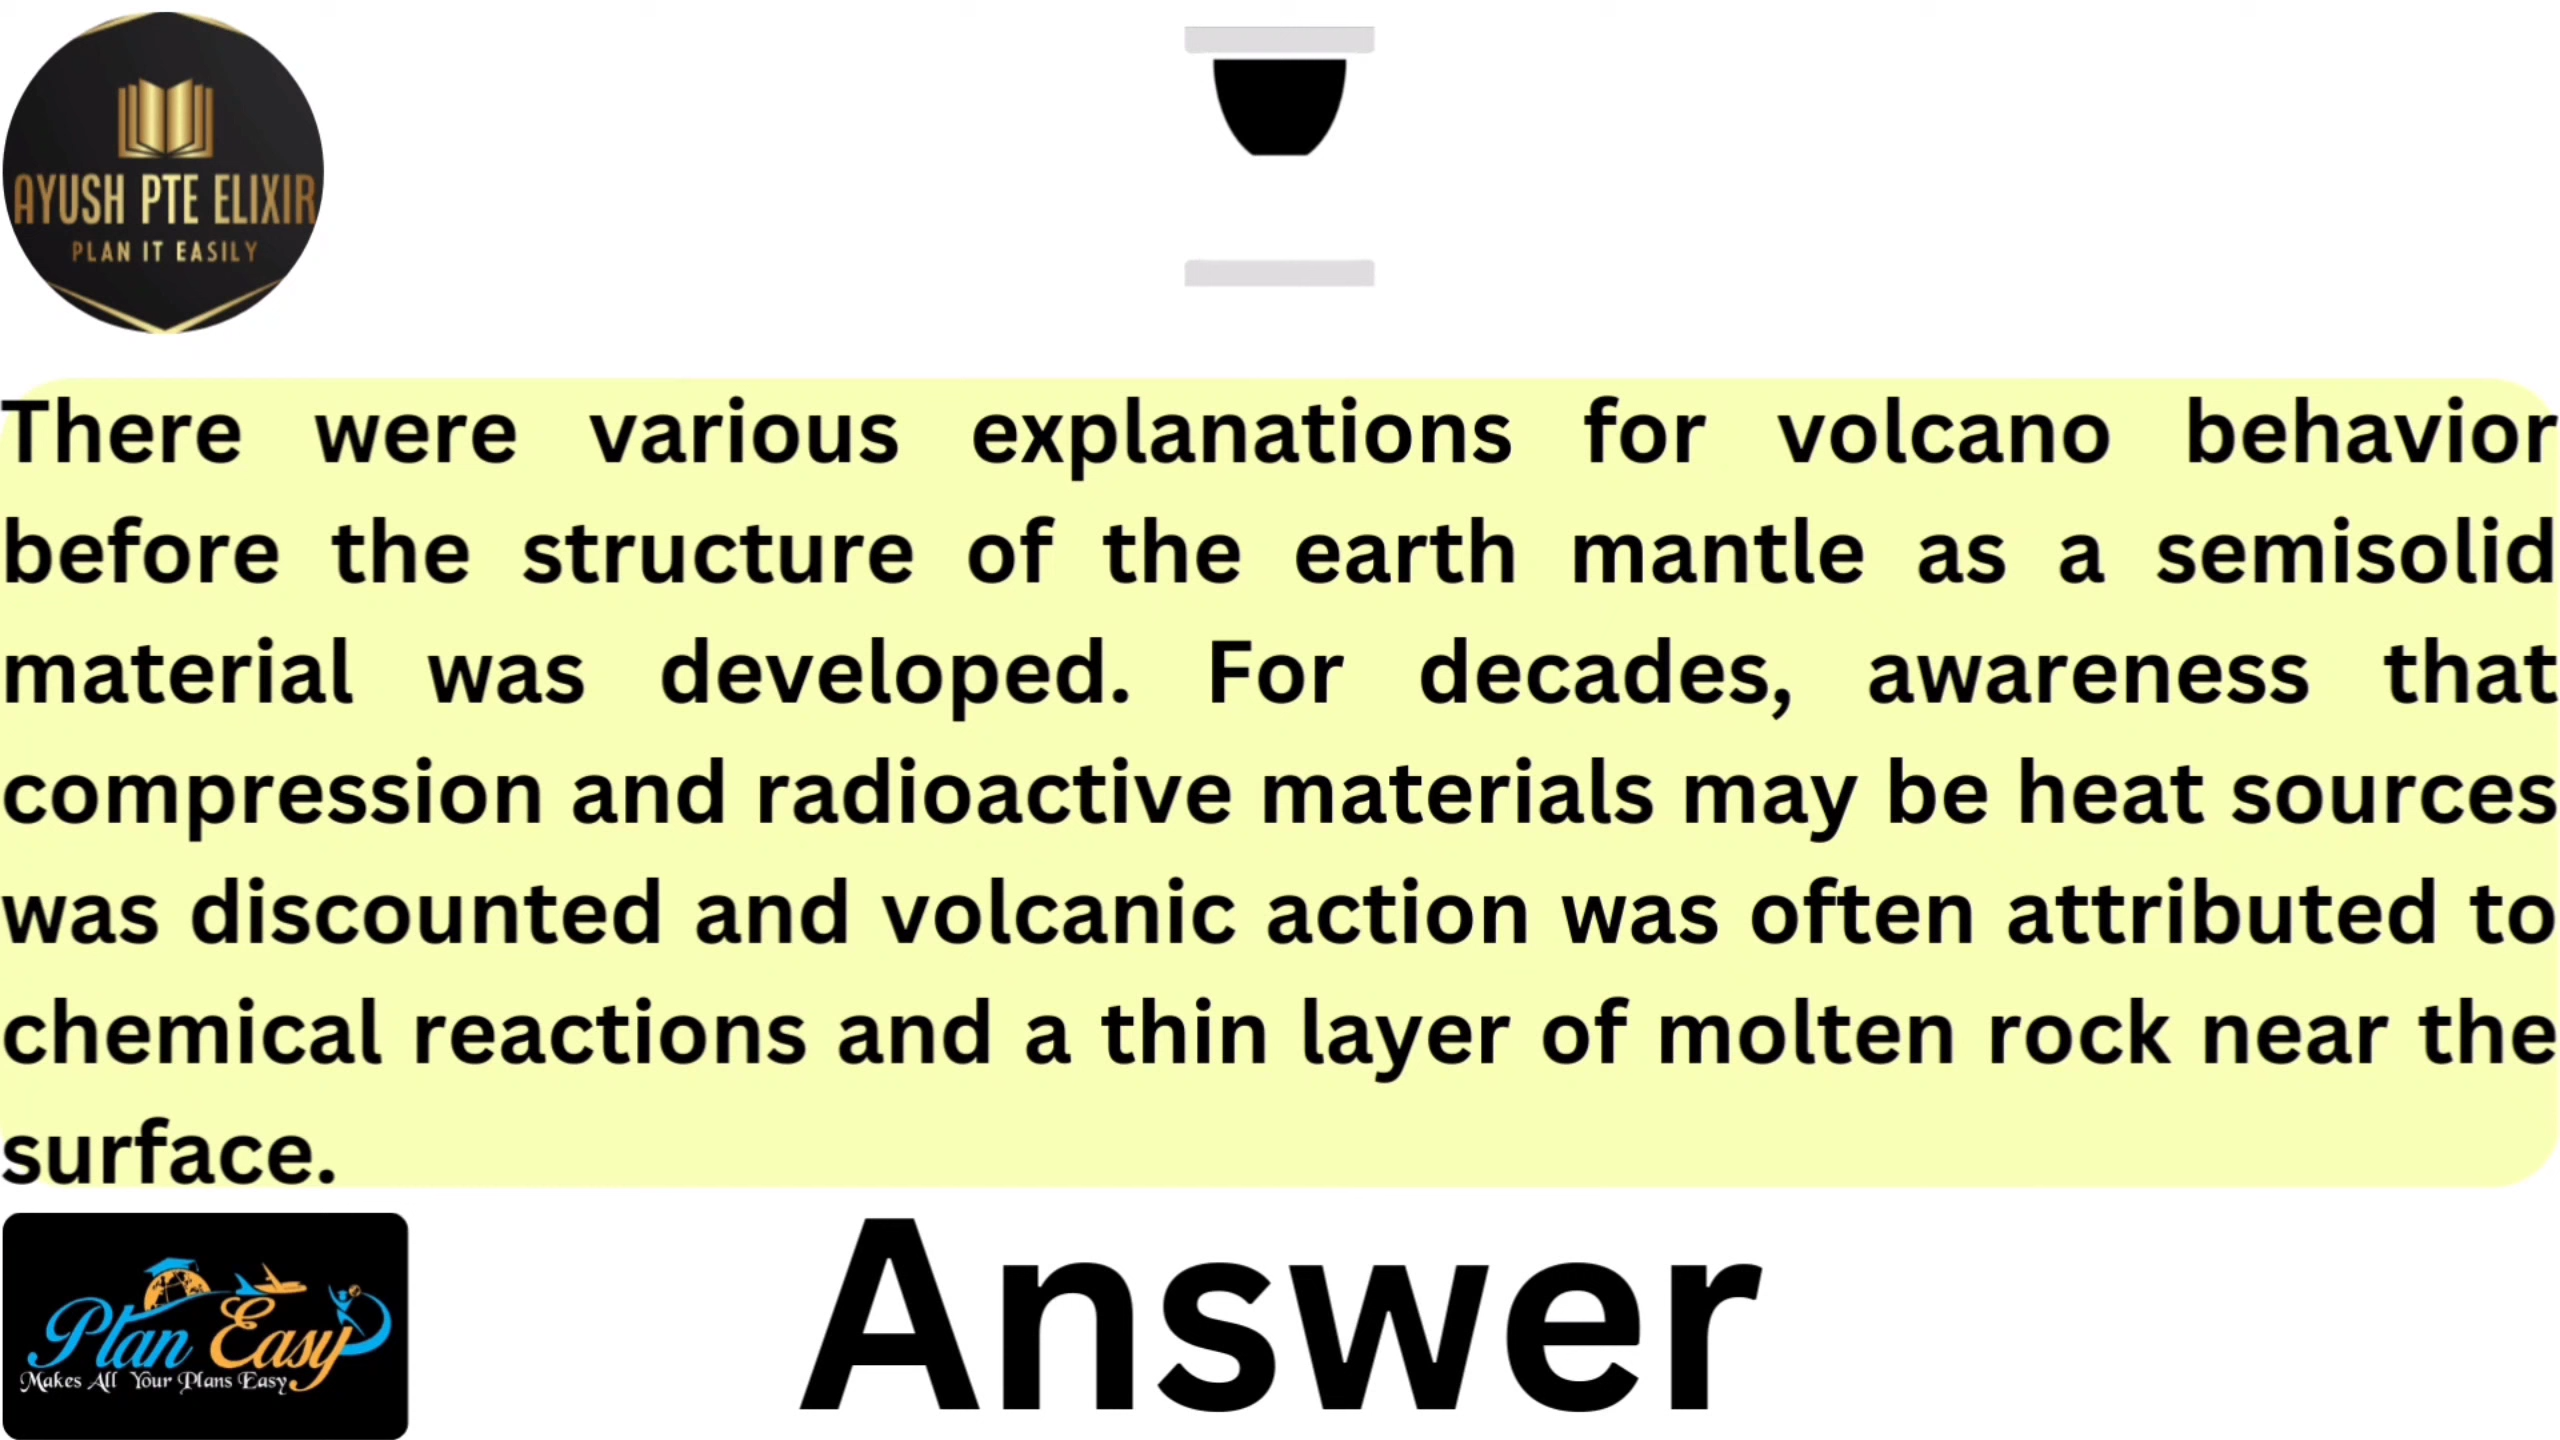 AYUSH PTE ELIXIR
PLAN IT EASILY
There were various explanations for volcano behavior
before the structure of the earth mantle as a semisolid
material was developed. For decades, awareness that
compression and radioactive materials may be heat sources
was discounted and volcanic action was often attributed to
chemical reactions and a thin layer of molten rock near the
surface.
Plan Easy
Makes All Your Plans Easy
Answer